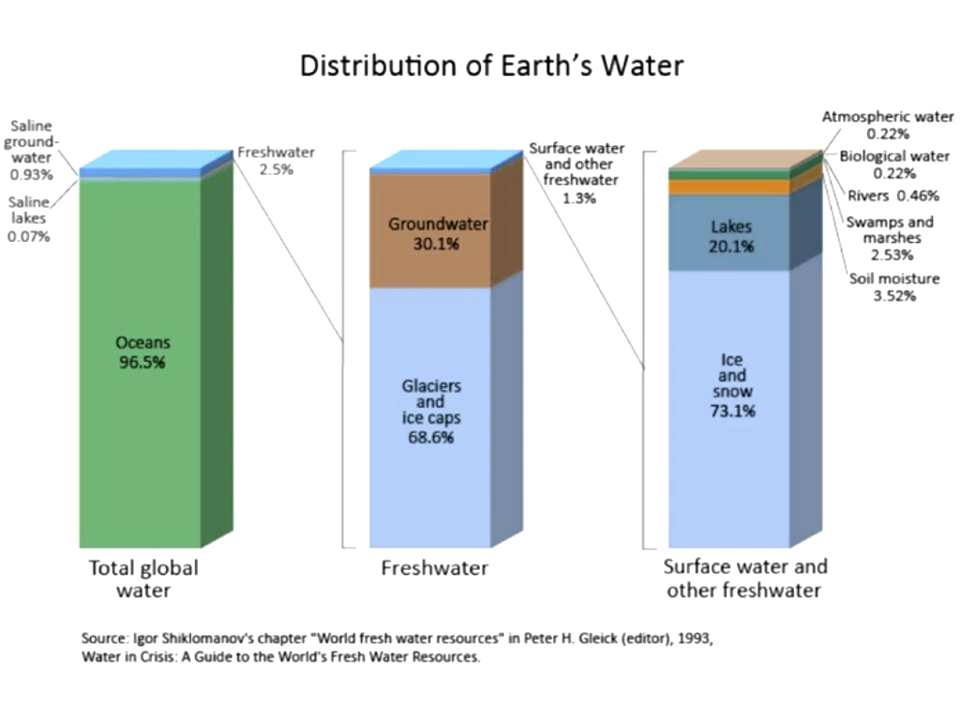 Distribution of Earth's Water
Saline
ground-
water
0.93%
Saline
lakes
0.07%
Freshwater
2.5%
Oceans
96.5%
Total global
water
Surface water
and other
freshwater
1.3%
Groundwater
30.1%
Glaciers
and
ice caps
68.6%
Freshwater
Atmospheric water
0.22%
Biological water
0.22%
Rivers 0.46%
Swamps and
marshes
2.53%
Soil moisture
3.52%
Lakes
20.1%
Ice
and
snow
73.1%
Surface water and
other freshwater
Source: Igor Shiklomanov's chapter "World fresh water resources" in Peter H. Gleick (editor), 1993,
Water in Crisis: A Guide to the World's Fresh Water Resources.